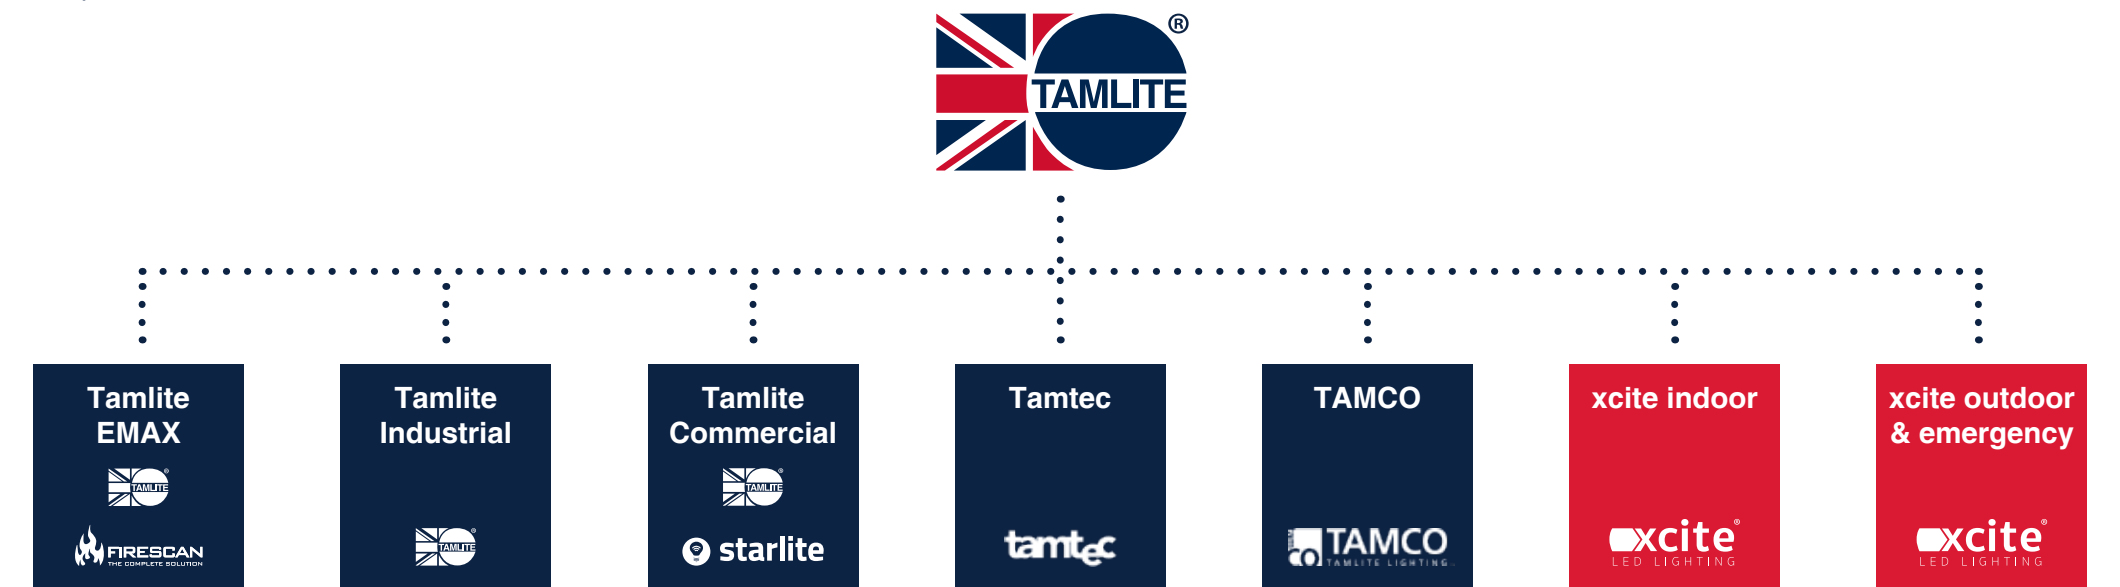 TAMLITE ®
Tamlite
EMAX
TAMLITE
FIRESCAN
THE COMPLETE SOLUTION
Tamlite
Industrial
TAMLITE
Tamlite
Commercial
TAMLITE
starlite
Tamtec
tamtec
TAMCO
CO TAMCO
TAMLITE LIGHTING
xcite indoor
xcite®
LED LIGHTING
xcite outdoor
& emergency
xcite®
LED LIGHTING